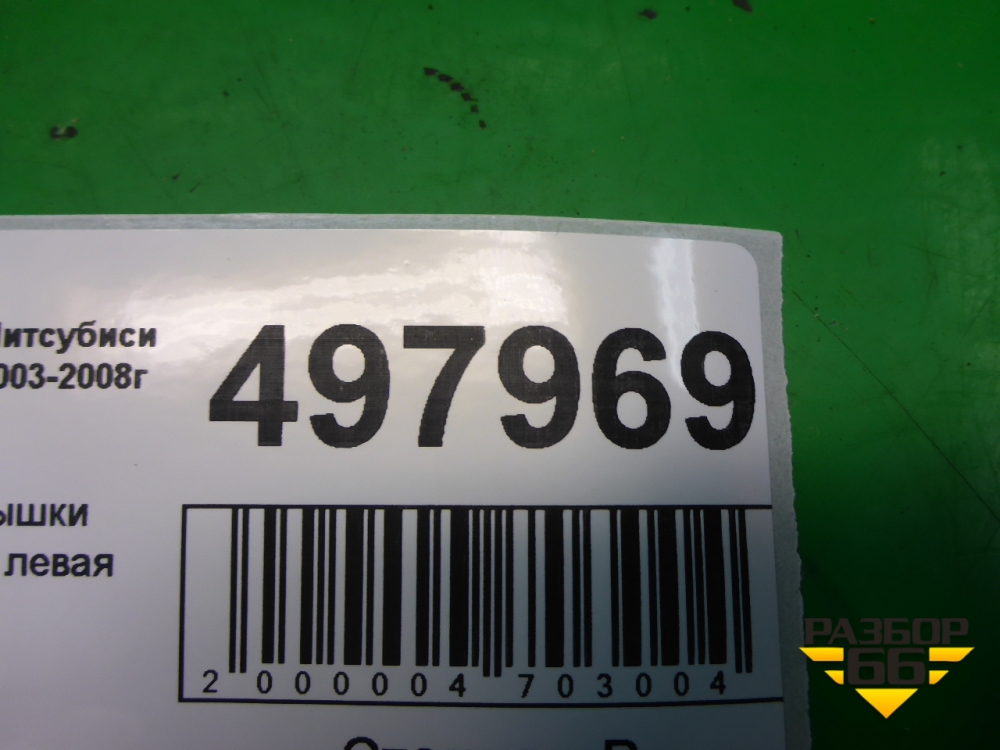 Митсубиси
003-2008г
497969
ышки
левая
2 000004 703004
РАЗБОР
66